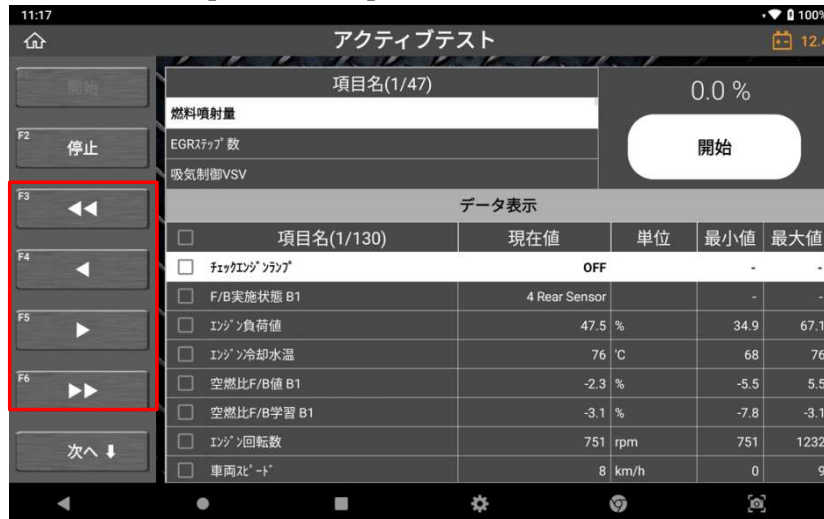 11:17
100%
アクティブテスト
12.4
F1 開始
F2 停止
F3
F4
F5
F6
次へ
項目名(1/47)
燃料噴射量
EGRｽﾃｯﾌﾟ数
吸気制御VSV
0.0 %
開始
データ表示
項目名(1/130) 現在値 単位 最小値 最大値
ﾁｪｯｸｴﾝｼﾞﾝﾗﾝﾌﾟ OFF - -
F/B実施状態 B1 4 Rear Sensor - -
ｴﾝｼﾞﾝ負荷値 47.5 % 34.9 67.1
ｴﾝｼﾞﾝ冷却水温 76 ℃ 68 76
空燃比F/B値 B1 -2.3 % -5.5 5.5
空燃比F/B学習 B1 -3.1 % -7.8 -3.1
ｴﾝｼﾞﾝ回転数 751 rpm 751 1232
車両ｽﾋﾟｰﾄﾞ 8 km/h 0 9